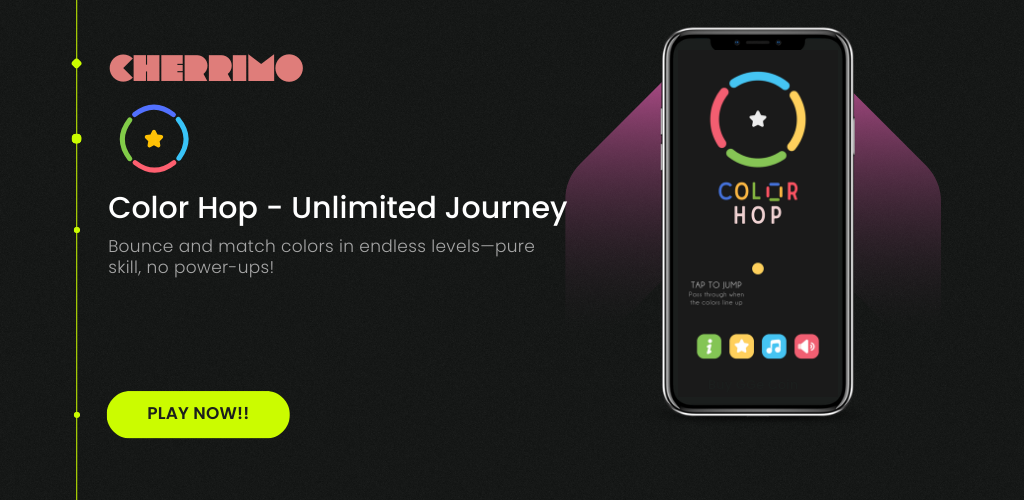 CHERRIMO
Color Hop - Unlimited Journey
Bounce and match colors in endless levels—pure
skill, no power-ups!
PLAY NOW!!
COLOR
HOP
TAP TO JUMP
Pass through when
the colors line up